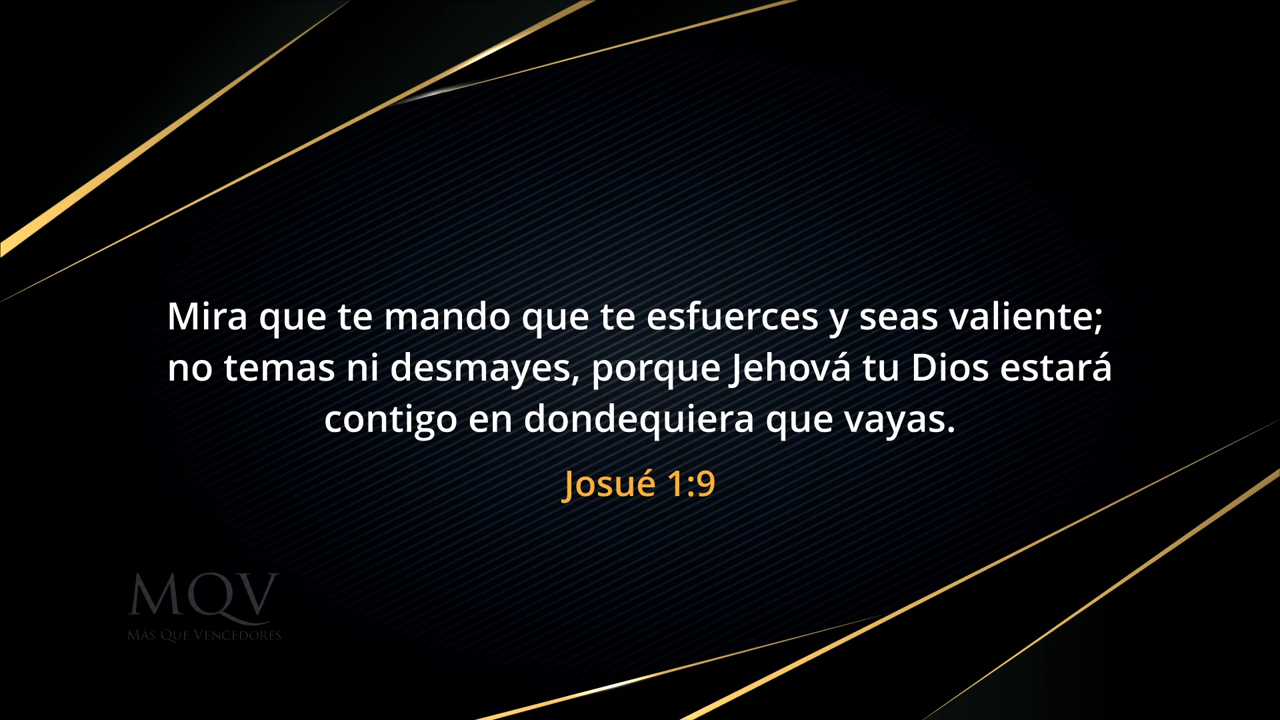 Mira que te mando que te esfuerces y seas valiente;
no temas ni desmayes, porque Jehová tu Dios estará
contigo en dondequiera que vayas.
Josué 1:9
MQV
Más Que Vencedores